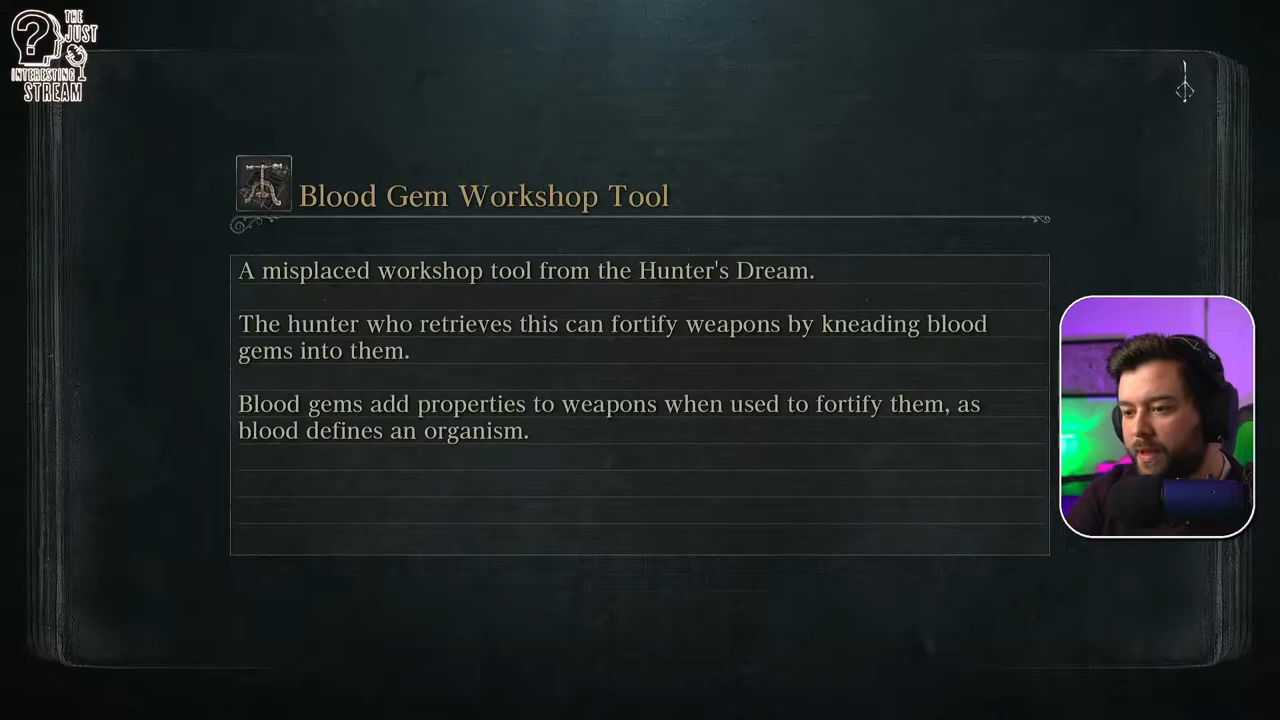 THE
JUST
INTERESTING
STREAM
Blood Gem Workshop Tool
A misplaced workshop tool from the Hunter's Dream.
The hunter who retrieves this can fortify weapons by kneading blood
gems into them.
Blood gems add properties to weapons when used to fortify them, as
blood defines an organism.